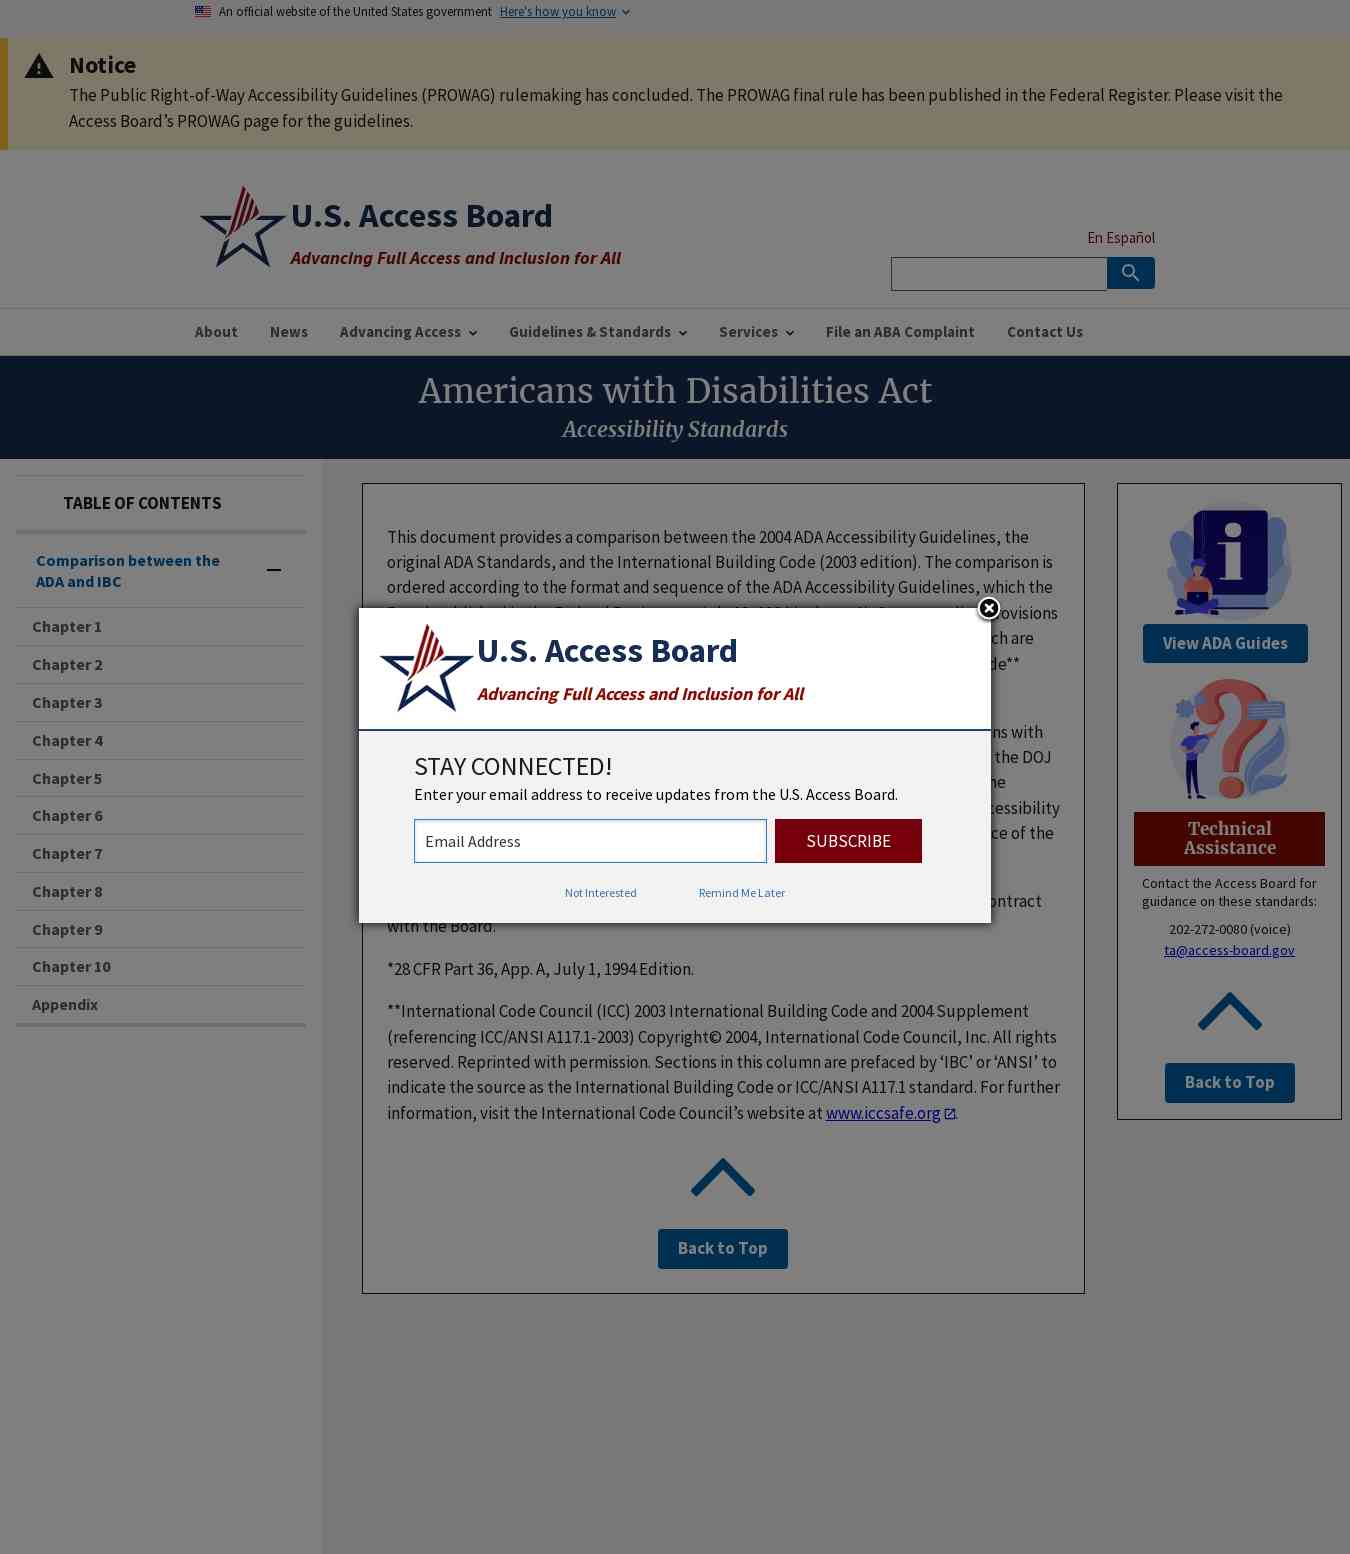 An official website of the United States government Here's how you know
Notice
The Public Right-of-Way Accessibility Guidelines (PROWAG) rulemaking has concluded. The PROWAG final rule has been published in the Federal Register. Please visit the
Access Board's PROWAG page for the guidelines.
U.S. Access Board
Advancing Full Access and Inclusion for All
En Español
About News Advancing Access Guidelines & Standards Services File an ABA Complaint Contact Us
Americans with Disabilities Act
Accessibility Standards
TABLE OF CONTENTS
Comparison between the
ADA and IBC
Chapter 1
Chapter 2
Chapter 3
Chapter 4
Chapter 5
Chapter 6
Chapter 7
Chapter 8
Chapter 9
Chapter 10
Appendix
This document provides a comparison between the 2004 ADA Accessibility Guidelines, the
original ADA Standards, and the International Building Code (2003 edition). The comparison is
ordered according to the format and sequence of the ADA Accessibility Guidelines, which the
are
with
the DOJ
ce of the
ontract
with the Board.
*28 CFR Part 36, App. A, July 1, 1994 Edition.
**International Code Council (ICC) 2003 International Building Code and 2004 Supplement
(referencing ICC/ANSI A117.1-2003) Copyright© 2004, International Code Council, Inc. All rights
reserved. Reprinted with permission. Sections in this column are prefaced by ‘IBC’ or ‘ANSI’ to
indicate the source as the International Building Code or ICC/ANSI A117.1 standard. For further
information, visit the International Code Council’s website at www.iccsafe.org.
Back to Top
U.S. Access Board
Advancing Full Access and Inclusion for All
STAY CONNECTED!
Enter your email address to receive updates from the U.S. Access Board.
Email Address SUBSCRIBE
Not Interested Remind Me Later
i
View ADA Guides
Technical
Assistance
Contact the Access Board for
guidance on these standards:
202-272-0080 (voice)
ta@access-board.gov
Back to Top